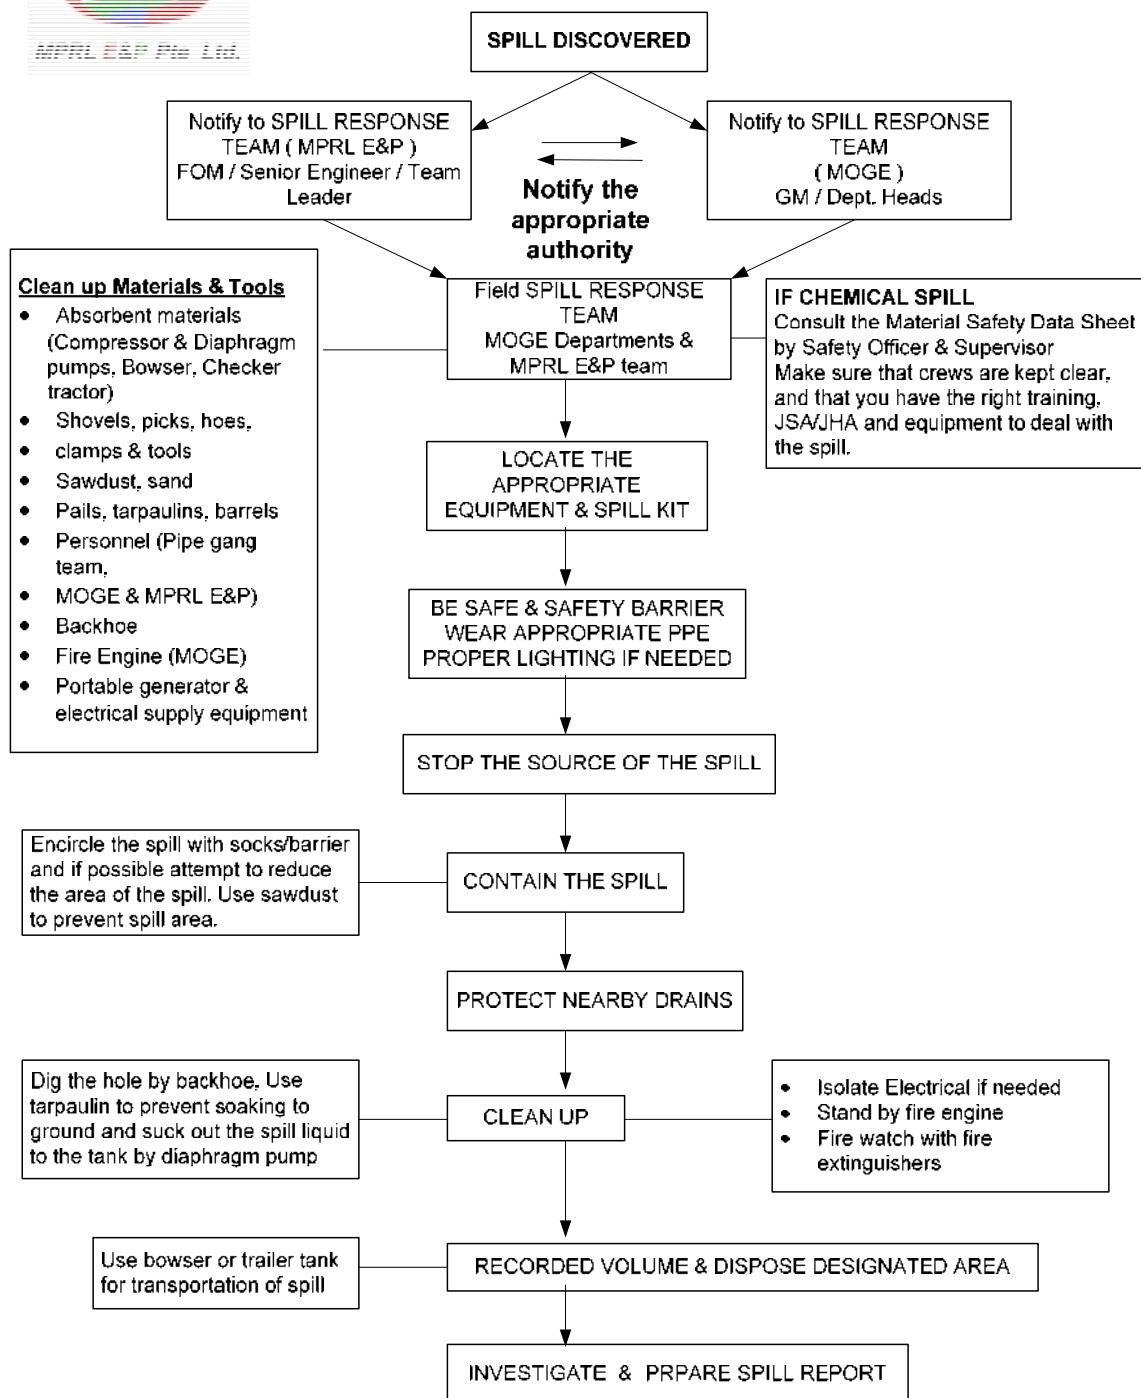 MPRL E&P Pte Ltd.
SPILL DISCOVERED
Notify to SPILL RESPONSE
TEAM ( MPRL E&P )
FOM / Senior Engineer / Team
Leader
Notify the
appropriate
authority
Notify to SPILL RESPONSE
TEAM
( MOGE )
GM / Dept. Heads
Clean up Materials & Tools
• Absorbent materials
(Compressor & Diaphragm
pumps, Bowser, Checker
tractor)
• Shovels, picks, hoes,
• clamps & tools
• Sawdust, sand
• Pails, tarpaulins, barrels
• Personnel (Pipe gang
team,
• MOGE & MPRL E&P)
• Backhoe
• Fire Engine (MOGE)
• Portable generator &
electrical supply equipment
Field SPILL RESPONSE
TEAM
MOGE Departments &
MPRL E&P team
IF CHEMICAL SPILL
Consult the Material Safety Data Sheet
by Safety Officer & Supervisor
Make sure that crews are kept clear,
and that you have the right training,
JSA/JHA and equipment to deal with
the spill.
LOCATE THE
APPROPRIATE
EQUIPMENT & SPILL KIT
BE SAFE & SAFETY BARRIER
WEAR APPROPRIATE PPE
PROPER LIGHTING IF NEEDED
STOP THE SOURCE OF THE SPILL
Encircle the spill with socks/barrier
and if possible attempt to reduce
the area of the spill. Use sawdust
to prevent spill area.
CONTAIN THE SPILL
PROTECT NEARBY DRAINS
Dig the hole by backhoe. Use
tarpaulin to prevent soaking to
ground and suck out the spill liquid
to the tank by diaphragm pump
CLEAN UP
• Isolate Electrical if needed
• Stand by fire engine
• Fire watch with fire
extinguishers
Use bowser or trailer tank
for transportation of spill
RECORDED VOLUME & DISPOSE DESIGNATED AREA
INVESTIGATE & PRPARE SPILL REPORT